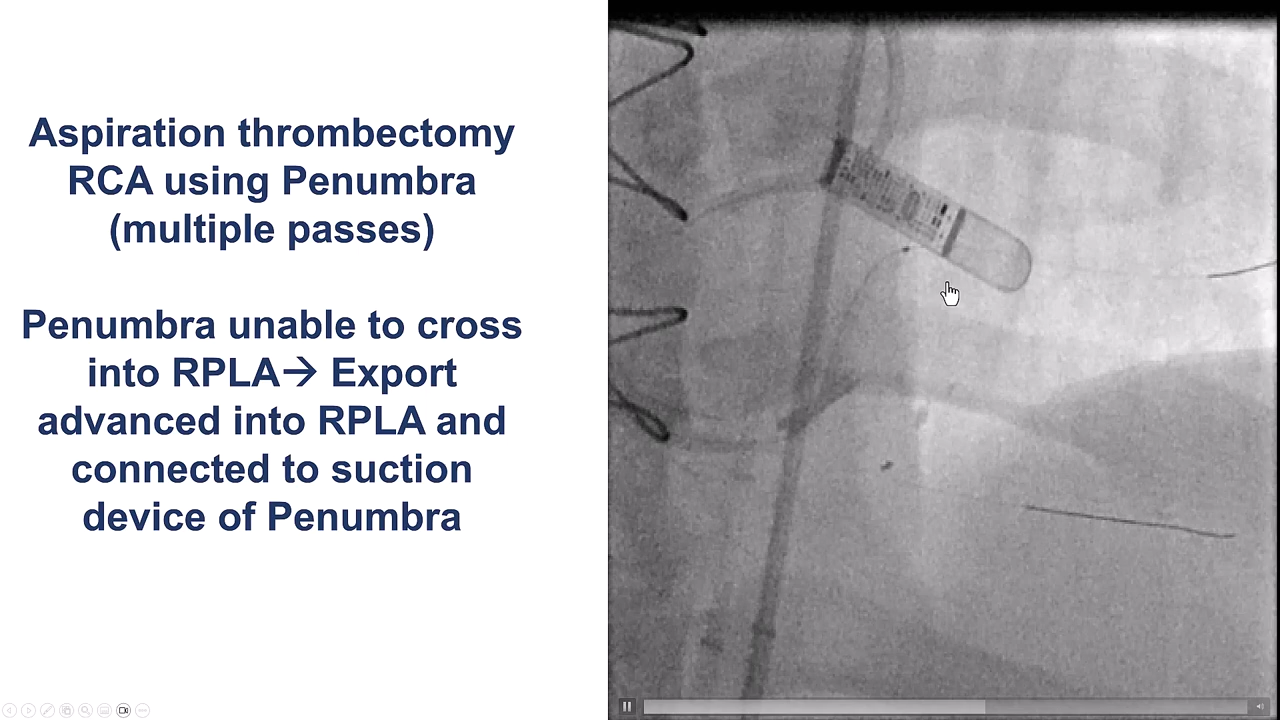 Aspiration thrombectomy
RCA using Penumbra
(multiple passes)
Penumbra unable to cross
into RPLA→ Export
advanced into RPLA and
connected to suction
device of Penumbra